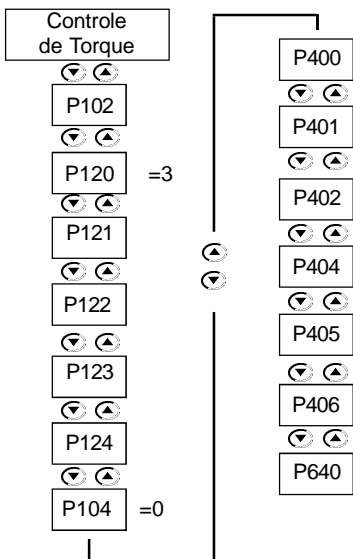 Controle
de Torque
P102
P120 =3
P121
P122
P123
P124
P104 =0
P400
P401
P402
P404
P405
P406
P640